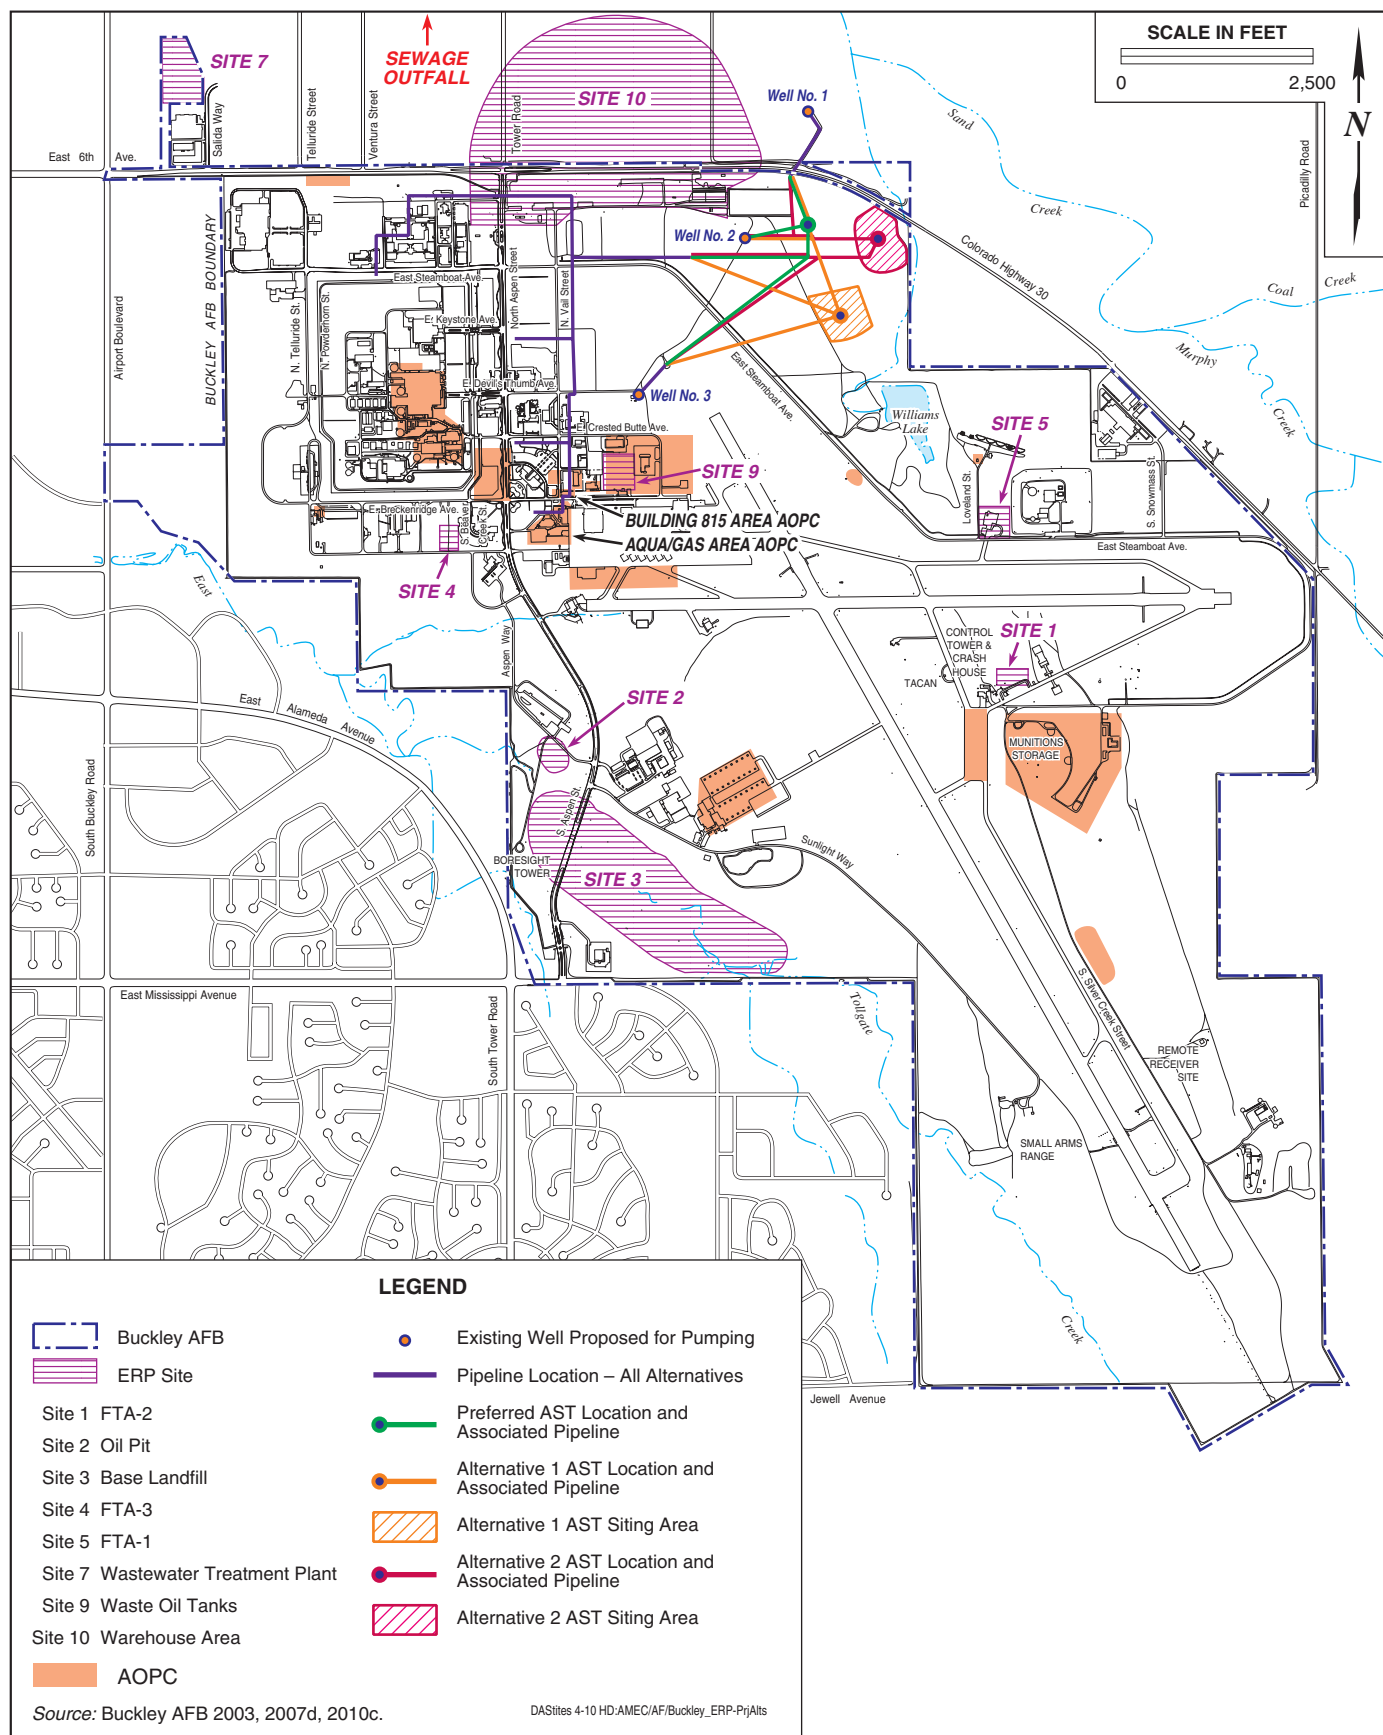 SCALE IN FEET
0 2,500
N
SITE 7
SEWAGE
OUTFALL
SITE 10
Well No. 1
Salida Way
Telluride Street
Ventura Street
Tower Road
East 6th Ave.
Sand
Creek
Picadilly Road
Well No. 2
Colorado Highway 30
Coal Creek
Murphy
Creek
Airport Boulevard
BUCKLEY AFB BOUNDARY
East Steamboat Ave.
North Aspen Street
N. Vail Street
N. Telluride St.
N. Powderhorn St.
E. Keystone Ave.
E. Devil's Thumb Ave.
East Steamboat Ave.
Well No. 3
E. Crested Butte Ave.
Williams
Lake
SITE 5
SITE 9
Loveland St.
S. Snowmass St.
E. Breckenridge Ave.
S. Beaver
Creek St.
BUILDING 815 AREA AOPC
AQUA/GAS AREA AOPC
East Steamboat Ave.
SITE 4
East
Aspen Way
CONTROL
TOWER &
CRASH
HOUSE
SITE 1
TACAN
SITE 2
East Alameda Avenue
MUNITIONS
STORAGE
South Buckley Road
S. Aspen St.
Sunlight Way
BORESIGHT
TOWER
SITE 3
East Mississippi Avenue
South Tower Road
Tollgate
S. Silver Creek Street
REMOTE
RECEIVER
SITE
SMALL ARMS
RANGE
Creek
Jewell Avenue
LEGEND
Buckley AFB
ERP Site
Site 1 FTA-2
Site 2 Oil Pit
Site 3 Base Landfill
Site 4 FTA-3
Site 5 FTA-1
Site 7 Wastewater Treatment Plant
Site 9 Waste Oil Tanks
Site 10 Warehouse Area
AOPC
Existing Well Proposed for Pumping
Pipeline Location – All Alternatives
Preferred AST Location and
Associated Pipeline
Alternative 1 AST Location and
Associated Pipeline
Alternative 1 AST Siting Area
Alternative 2 AST Location and
Associated Pipeline
Alternative 2 AST Siting Area
Source: Buckley AFB 2003, 2007d, 2010c.
DAStites 4-10 HD:AMEC/AF/Buckley_ERP-PrjAlts